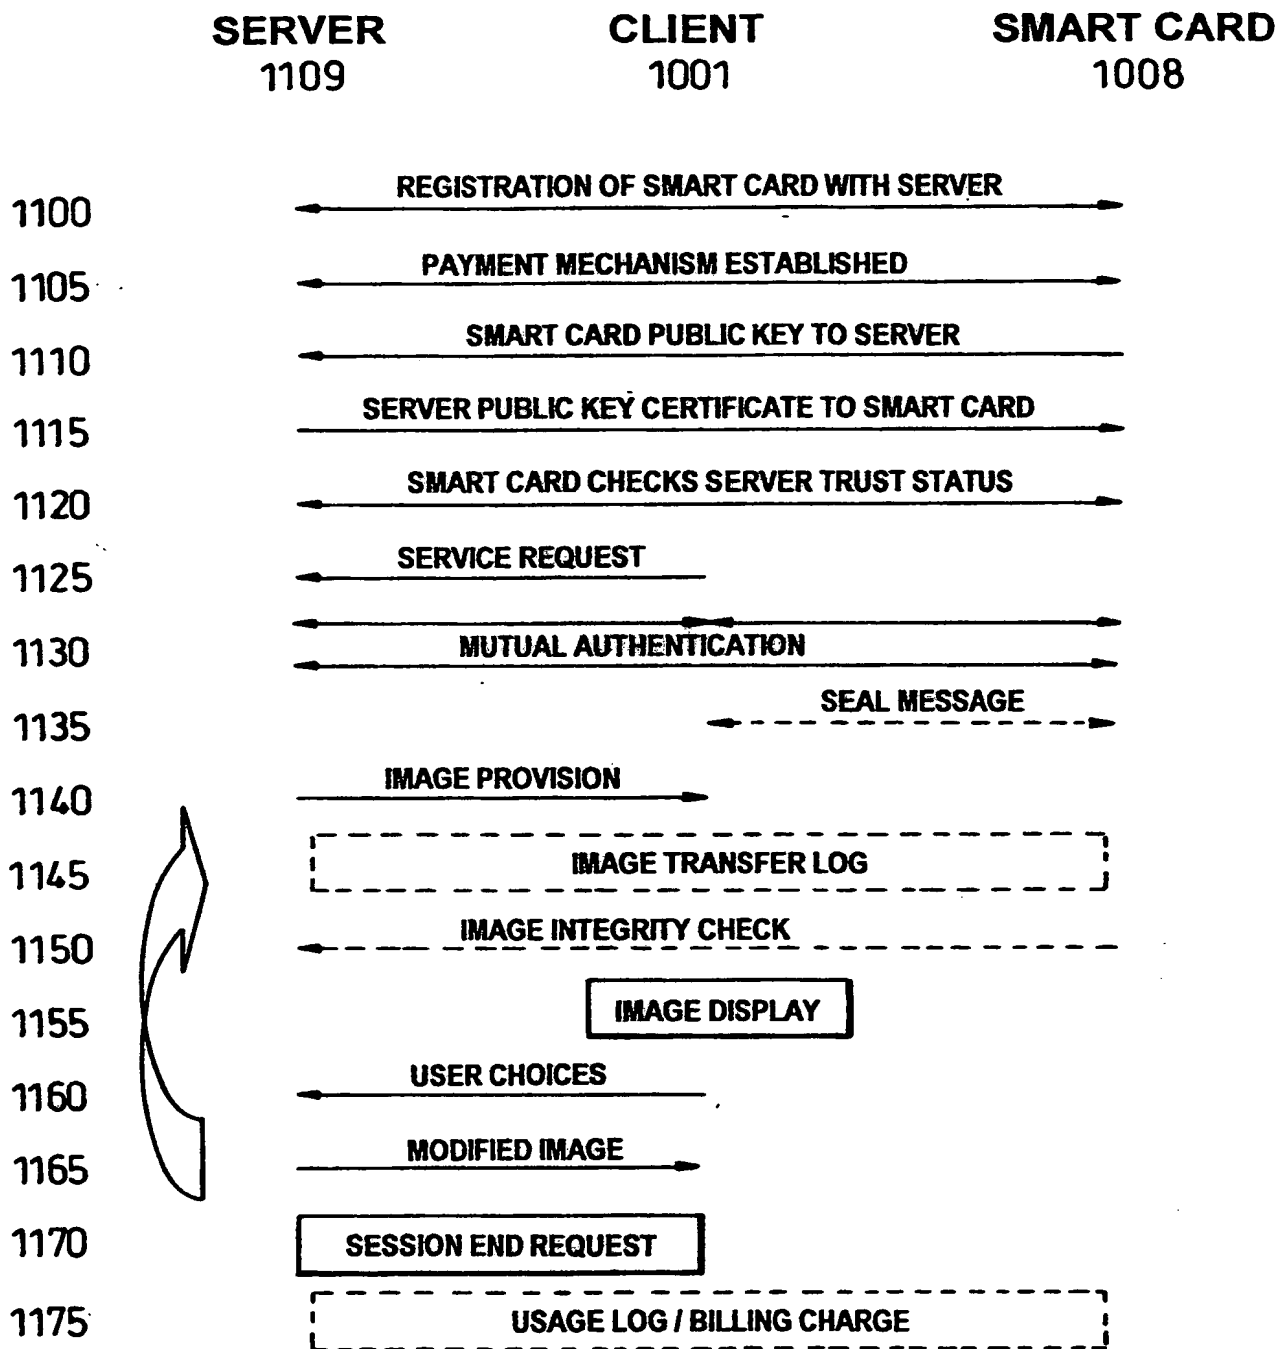 SERVER CLIENT SMART CARD
1109 1001 1008
1100 REGISTRATION OF SMART CARD WITH SERVER
1105 PAYMENT MECHANISM ESTABLISHED
1110 SMART CARD PUBLIC KEY TO SERVER
1115 SERVER PUBLIC KEY CERTIFICATE TO SMART CARD
1120 SMART CARD CHECKS SERVER TRUST STATUS
1125 SERVICE REQUEST
1130 MUTUAL AUTHENTICATION
1135 SEAL MESSAGE
1140 IMAGE PROVISION
1145 IMAGE TRANSFER LOG
1150 IMAGE INTEGRITY CHECK
1155 IMAGE DISPLAY
1160 USER CHOICES
1165 MODIFIED IMAGE
1170 SESSION END REQUEST
1175 USAGE LOG / BILLING CHARGE